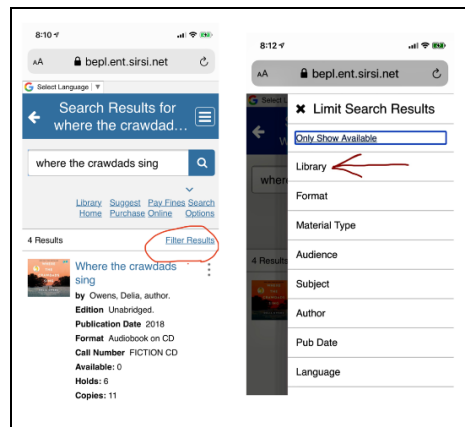 8:10
AA bepl.ent.sirsi.net
Select Language ▼
Search Results for
where the crawdad...
where the crawdads sing
Library Suggest Pay Fines Search
Home Purchase Online Options
4 Results Filter Results
Where the crawdads
sing
by Owens, Delia, author.
Edition Unabridged.
Publication Date 2018
Format Audiobook on CD
Call Number FICTION CD
Available: 0
Holds: 6
Copies: 11
8:12
AA bepl.ent.sirsi.net
Select L
W
where
4 Results
Limit Search Results
Only Show Available
Library
Format
Material Type
Audience
Subject
Author
Pub Date
Language